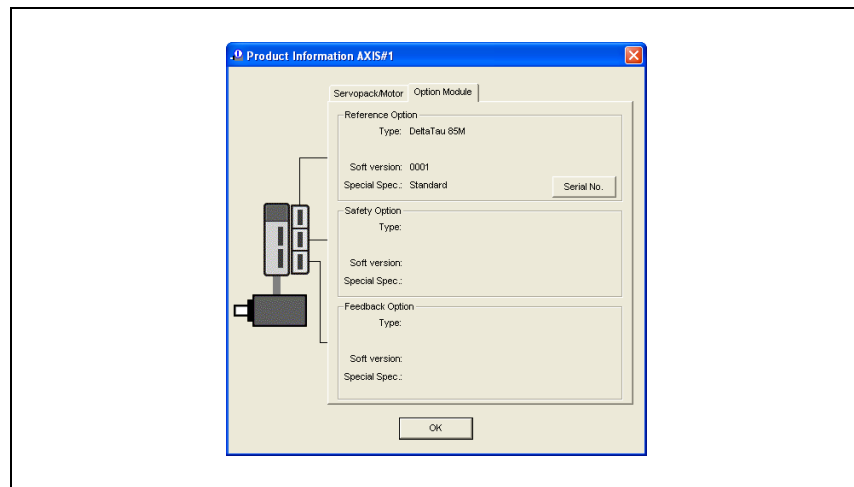 Product Information AXIS#1
Servopack/Motor Option Module
Reference Option
Type: DeltaTau 85M
Soft version: 0001
Special Spec.: Standard Serial No.
Safety Option
Type:
Soft version:
Special Spec.:
Feedback Option
Type:
Soft version:
Special Spec.:
OK